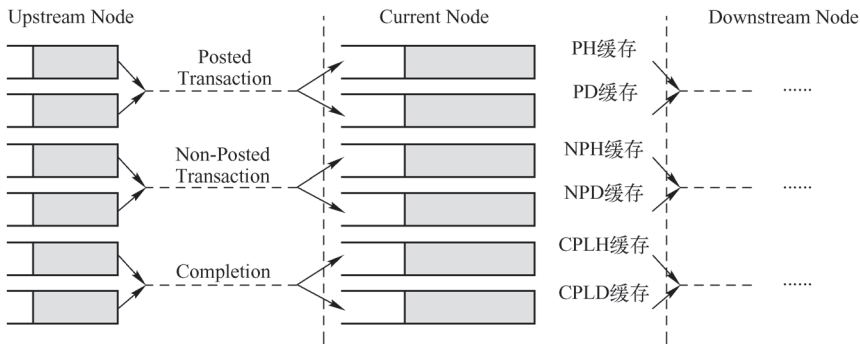 Upstream Node
Current Node
Downstream Node
Posted
Transaction
PH缓存
PD缓存
......
Non-Posted
Transaction
NPH缓存
NPD缓存
......
Completion
CPLH缓存
CPLD缓存
......